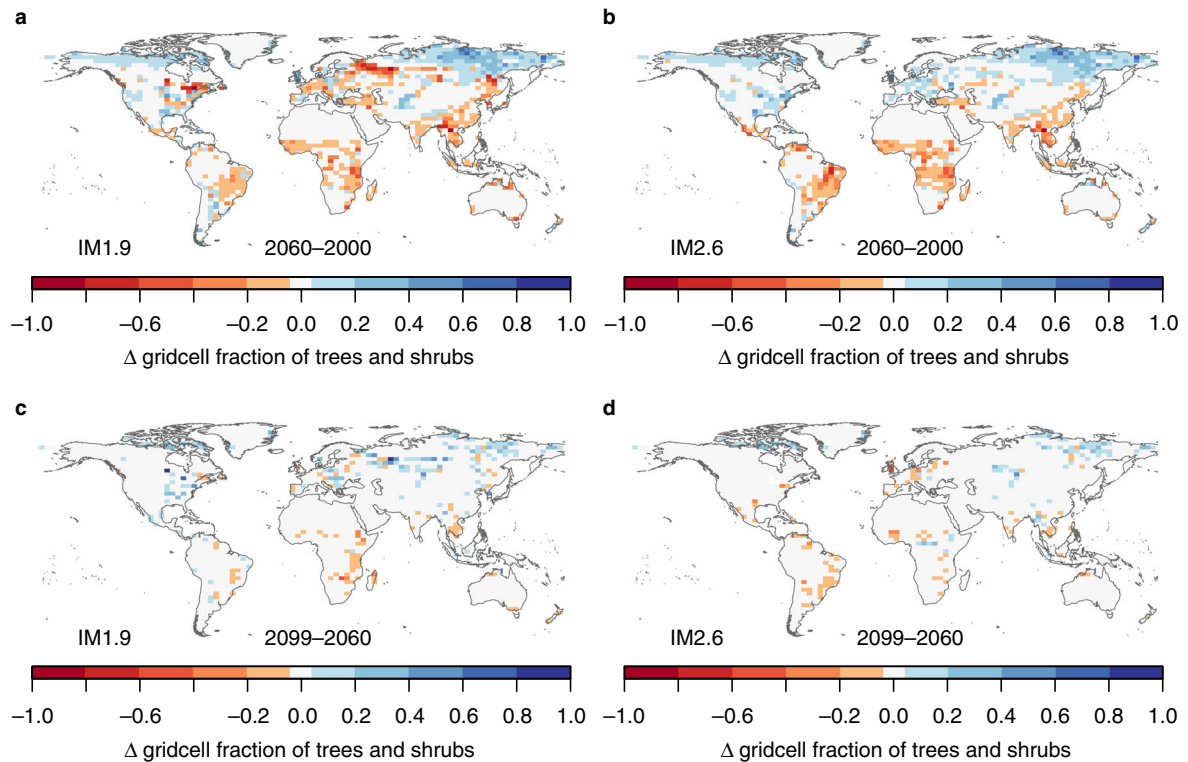 a
IM1.9 2060–2000
–1.0 –0.6 –0.2 0.0 0.2 0.4 0.6 0.8 1.0
Δ gridcell fraction of trees and shrubs
b
IM2.6 2060–2000
–1.0 –0.6 –0.2 0.0 0.2 0.4 0.6 0.8 1.0
Δ gridcell fraction of trees and shrubs
c
IM1.9 2099–2060
–1.0 –0.6 –0.2 0.0 0.2 0.4 0.6 0.8 1.0
Δ gridcell fraction of trees and shrubs
d
IM2.6 2099–2060
–1.0 –0.6 –0.2 0.0 0.2 0.4 0.6 0.8 1.0
Δ gridcell fraction of trees and shrubs